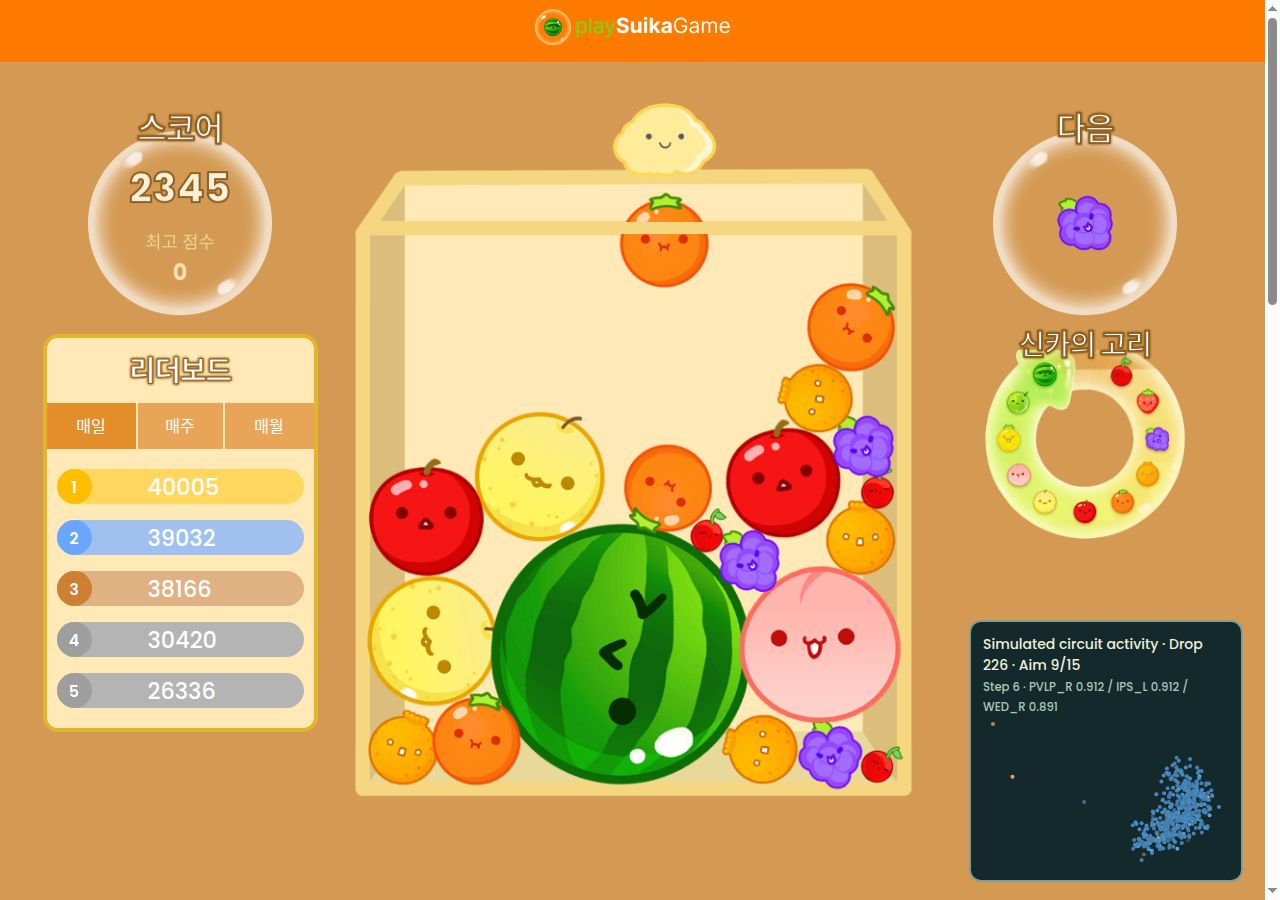 playSuikaGame
스코어
2345
최고 점수
0
리더보드
매일 매주 매월
1 40005
2 39032
3 38166
4 30420
5 26336
다음
신카의 고리
Simulated circuit activity · Drop
226 · Aim 9/15
Step 6 · PVLP_R 0.912 / IPS_L 0.912 /
WED_R 0.891